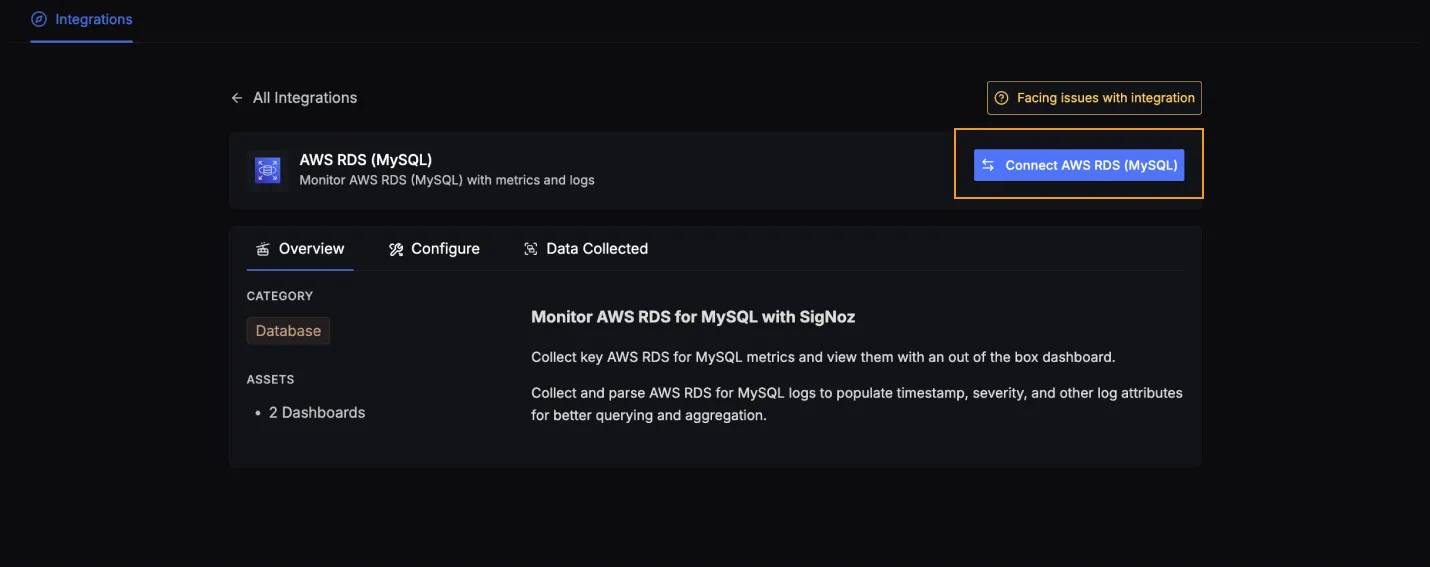 Integrations
All Integrations
Facing issues with integration
AWS RDS (MySQL)
Monitor AWS RDS (MySQL) with metrics and logs
Connect AWS RDS (MySQL)
Overview
Configure
Data Collected
CATEGORY
Database
ASSETS
• 2 Dashboards
Monitor AWS RDS for MySQL with SigNoz
Collect key AWS RDS for MySQL metrics and view them with an out of the box dashboard.
Collect and parse AWS RDS for MySQL logs to populate timestamp, severity, and other log attributes
for better querying and aggregation.